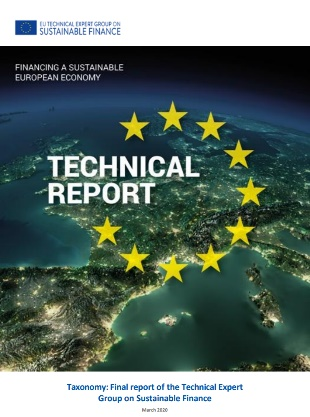 EU TECHNICAL EXPERT GROUP ON
SUSTAINABLE FINANCE
FINANCING A SUSTAINABLE
EUROPEAN ECONOMY
TECHNICAL
REPORT
Taxonomy: Final report of the Technical Expert
Group on Sustainable Finance
March 2020